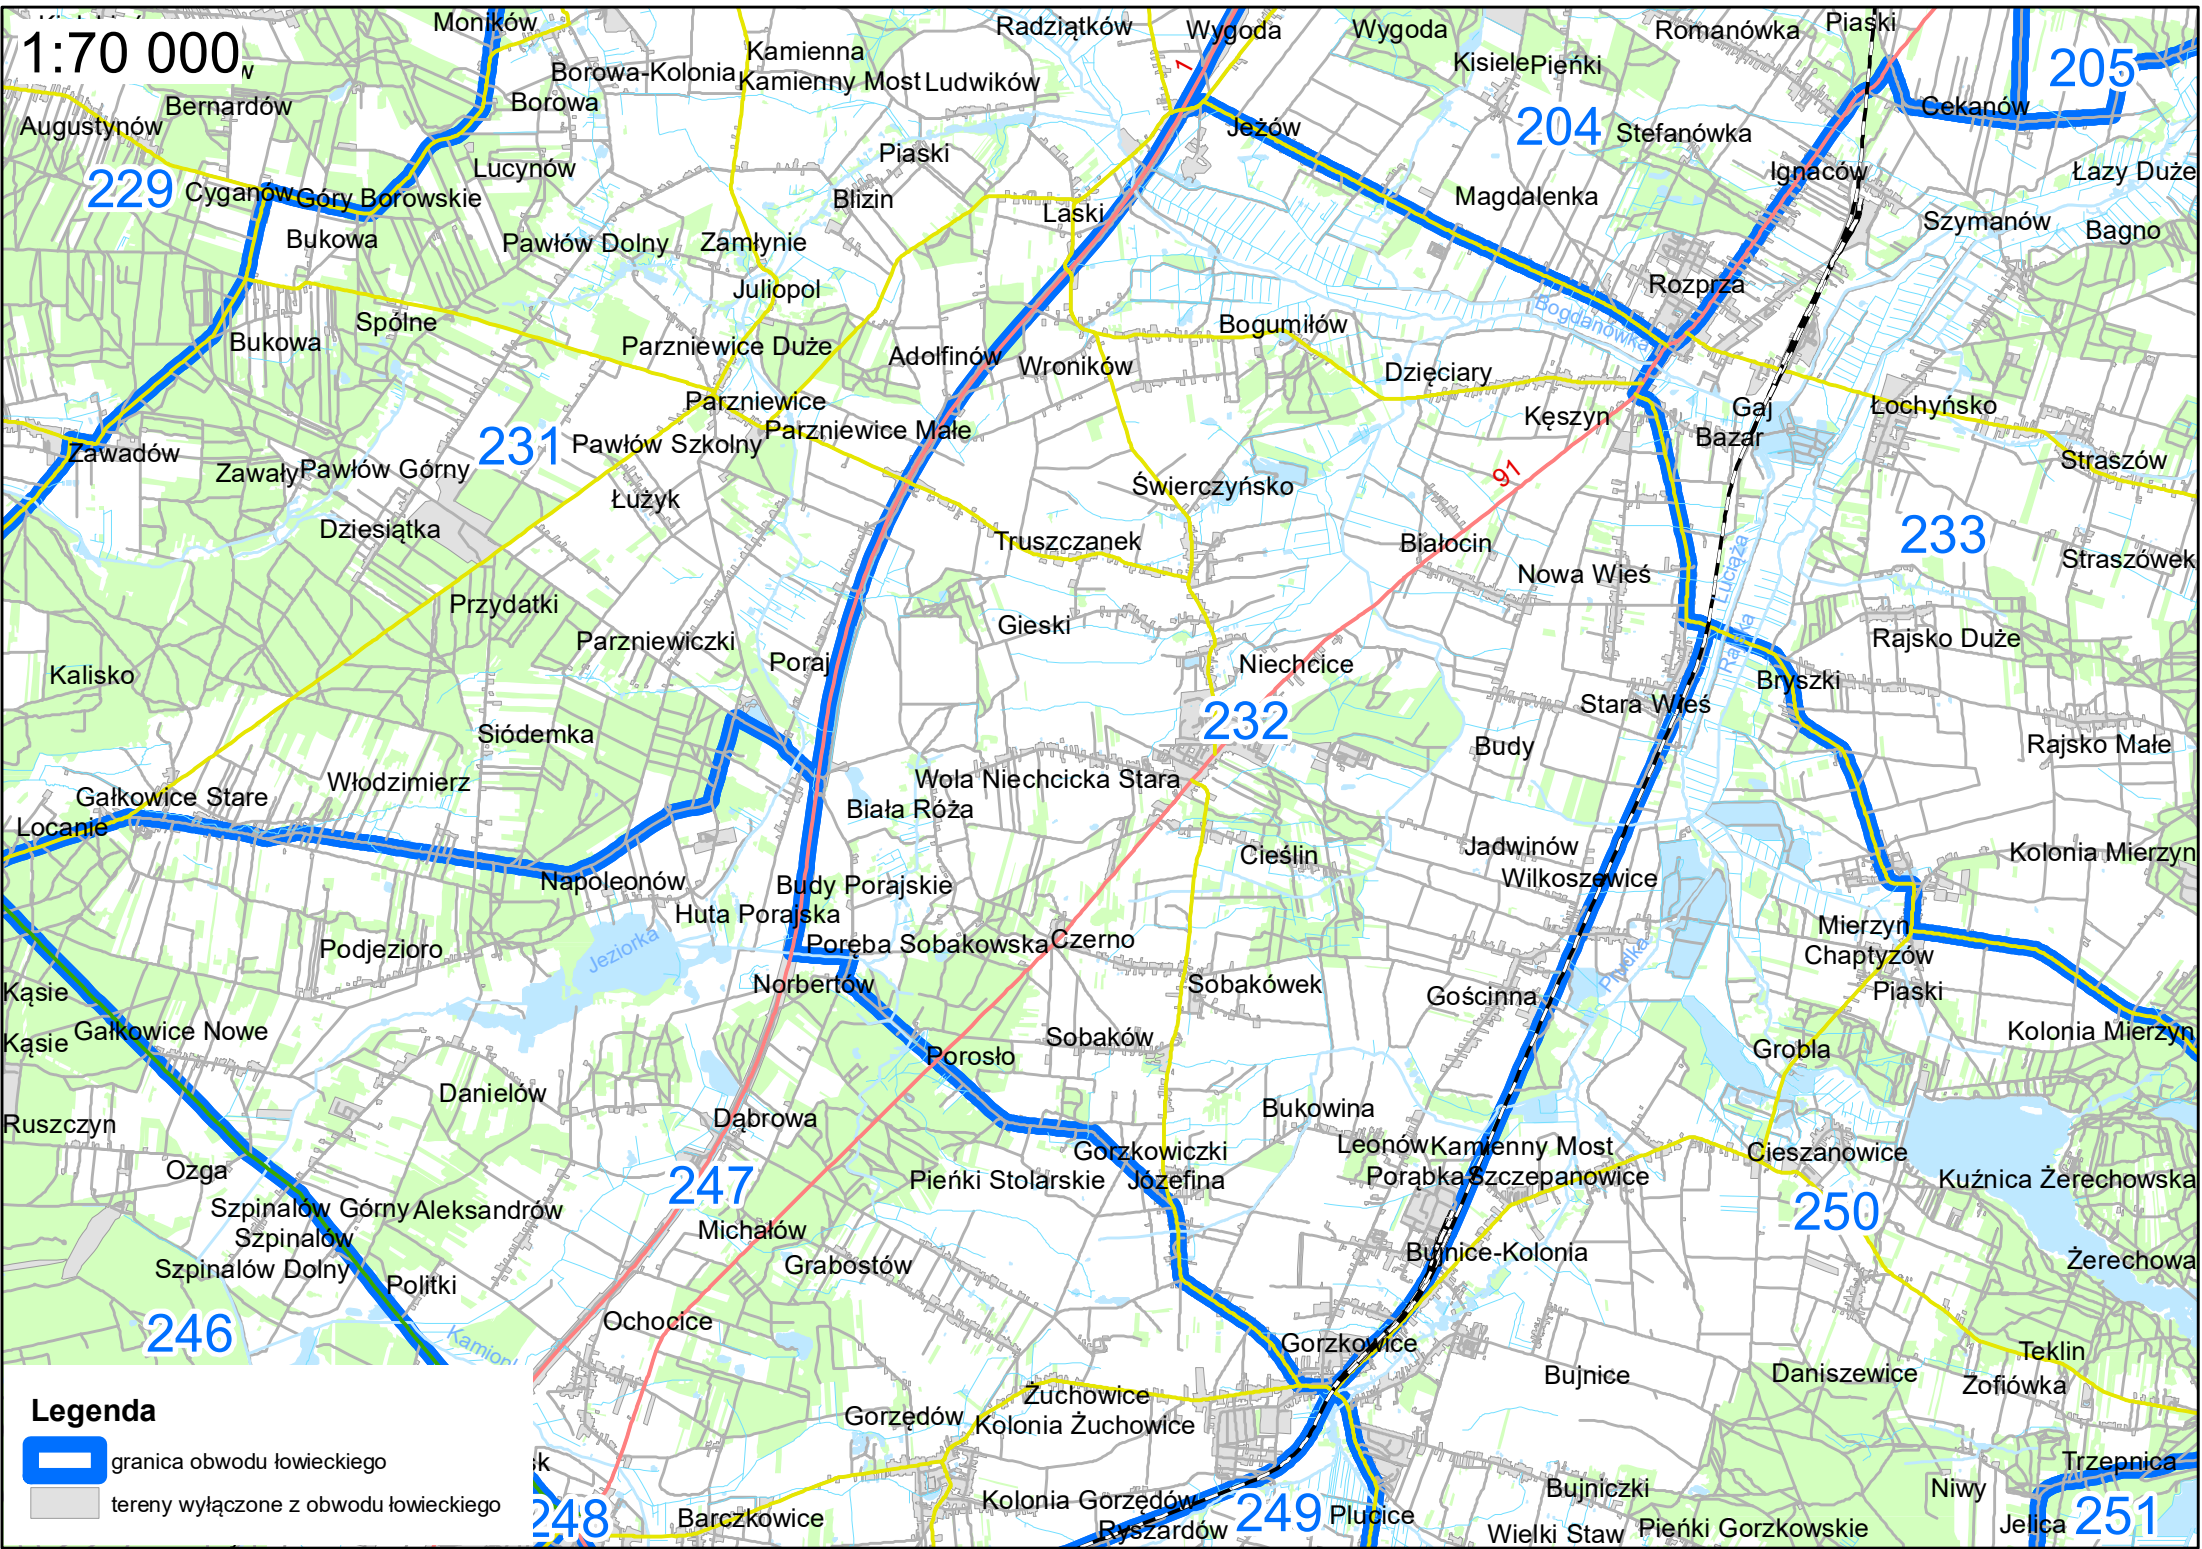 1:70 000
Moników
Radziątków
Wygoda
Wygoda
Romanówka
Piaski
Kamienna
Borowa-Kolonia
Kamienny Most
Ludwików
1
Kisiele
Pieńki
205
Bernardów
Borowa
Cekanów
Augustynów
Jeżów
204
Stefanówka
Piaski
Lucynów
Ignaców
Łazy Duże
229
Cyganów
Góry Borowskie
Blizin
Laski
Magdalenka
Szymanów
Bagno
Bukowa
Pawłów Dolny
Zamłynie
Juliopol
Rozprza
Bogdanówka
Spólne
Bogumiłów
Bukowa
Parzniewice Duże
Adolfinów
Wroników
Dzięciary
Parzniewice
Kęszyn
Gaj
Łochyńsko
231
Pawłów Szkolny
Parzniewice Małe
Bazar
Zawadów
Zawały
Pawłów Górny
91
Straszów
Łużyk
Świerczyńsko
Dziesiątka
Truszczanek
Białocin
233
Straszówek
Nowa Wieś
Luciąża
Przydatki
Gieski
Parzniewiczki
Rajsko Duże
Rajska
Poraj
Niechcice
Kalisko
Bryszki
Stara Wieś
232
Siódemka
Budy
Rajsko Małe
Włodzimierz
Wola Niechcicka Stara
Gałkowice Stare
Biała Róża
Locanie
Jadwinów
Cieślin
Kolonia Mierzyn
Napoleonów
Budy Porajskie
Wilkoszewice
Huta Porajska
Mierzyn
Podjezioro
Jeziorka
Poręba Sobakowska
Czerno
Chaptyzów
Prudka
Kąsie
Norbertów
Sobakówek
Gościnna
Piaski
Gałkowice Nowe
Kąsie
Sobaków
Kolonia Mierzyn
Porosło
Grobla
Danielów
Ruszczyn
Dąbrowa
Bukowina
Gorzkowiczki
Leonów
Kamienny Most
Cieszanowice
Ozga
247
Pieńki Stolarskie
Józefina
Porąbka
Szczepanowice
Kuźnica Żerechowska
Szpinalów Górny
Aleksandrów
250
Szpinalów
Michałów
Bujnice-Kolonia
Szpinalów Dolny
Grabostów
Żerechowa
Politki
246
Ochocice
Gorzkowice
Teklin
Bujnice
Daniszewice
Zofiówka
Żuchowice
Legenda
Gorzędów
Kolonia Żuchowice
granica obwodu łowieckiego
Trzepnica
tereny wyłączone z obwodu łowieckiego
Kolonia Gorzędów
Bujniczki
Niwy
248
Barczkowice
Ryszardów
249
Plucice
Wielki Staw
Pieńki Gorzkowskie
Jelica
251